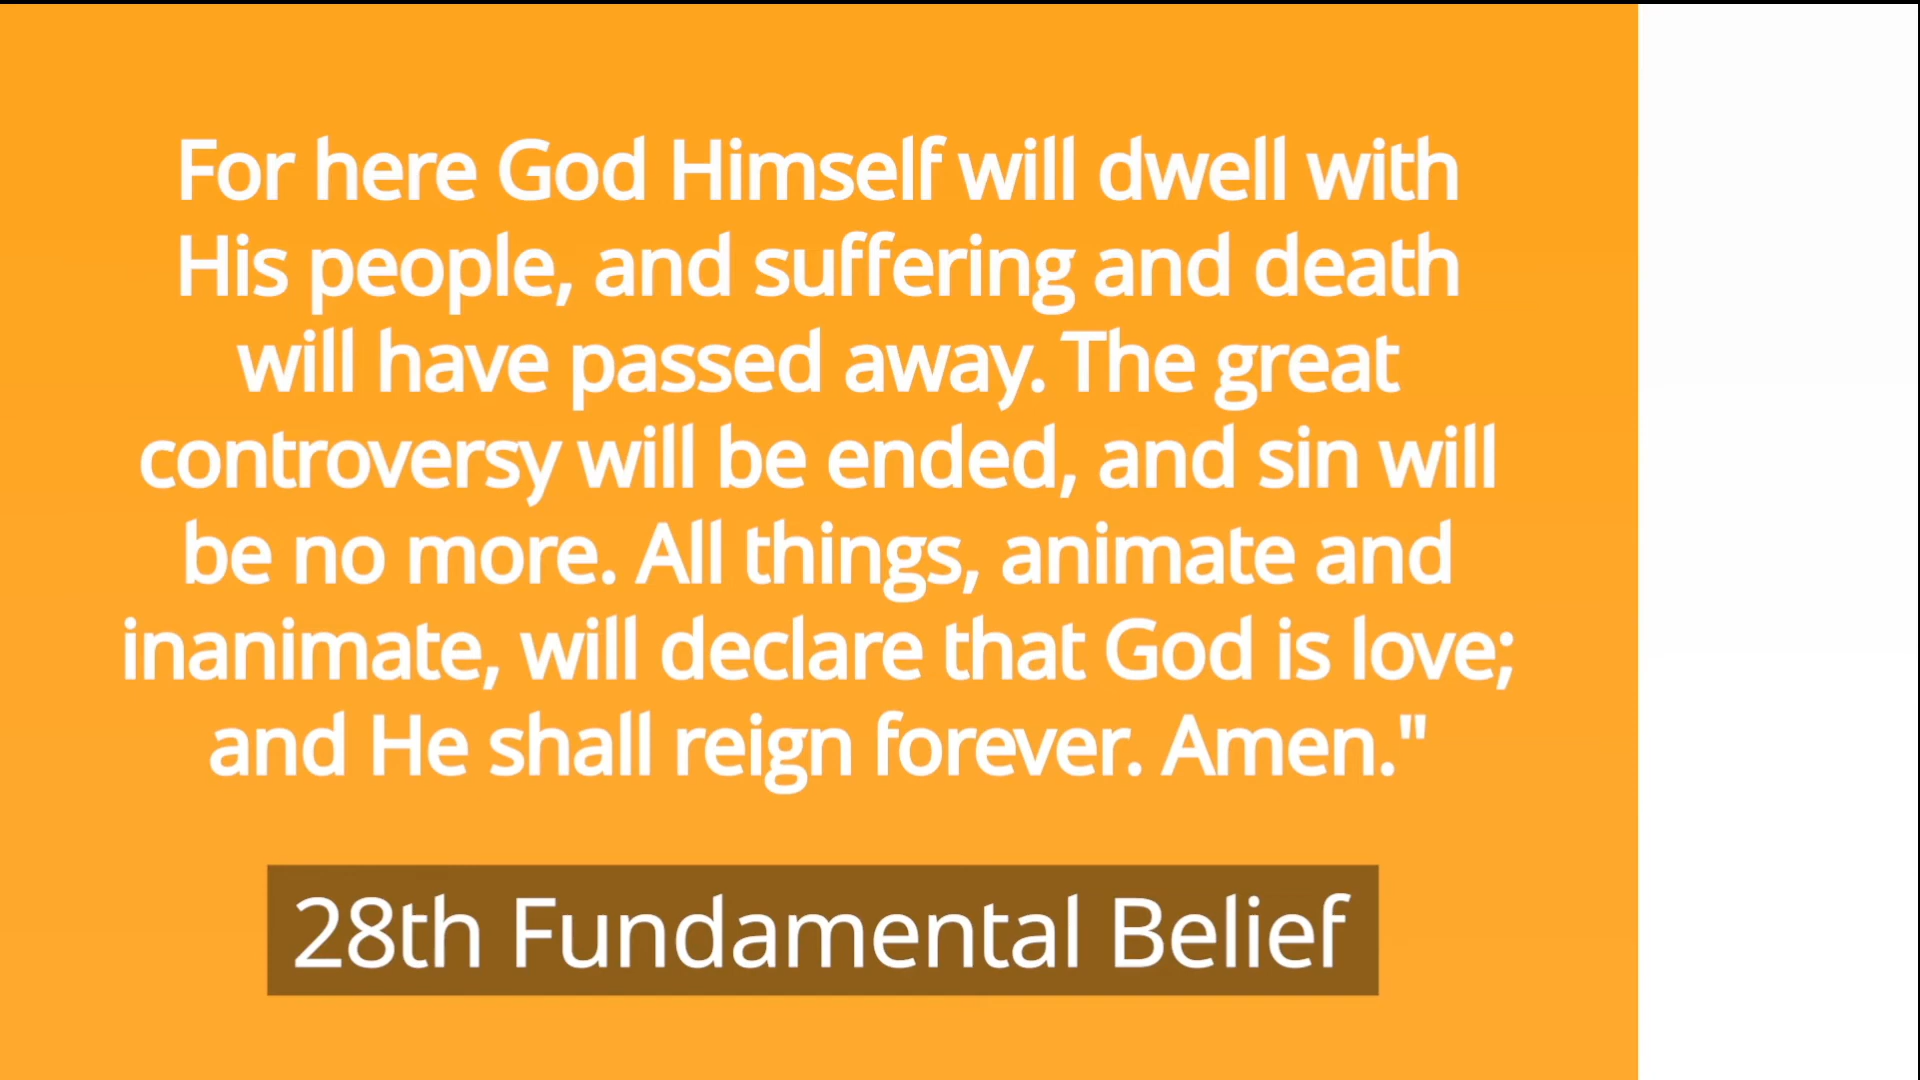 For here God Himself will dwell with
His people, and suffering and death
will have passed away. The great
controversy will be ended, and sin will
be no more. All things, animate and
inanimate, will declare that God is love;
and He shall reign forever. Amen."
28th Fundamental Belief